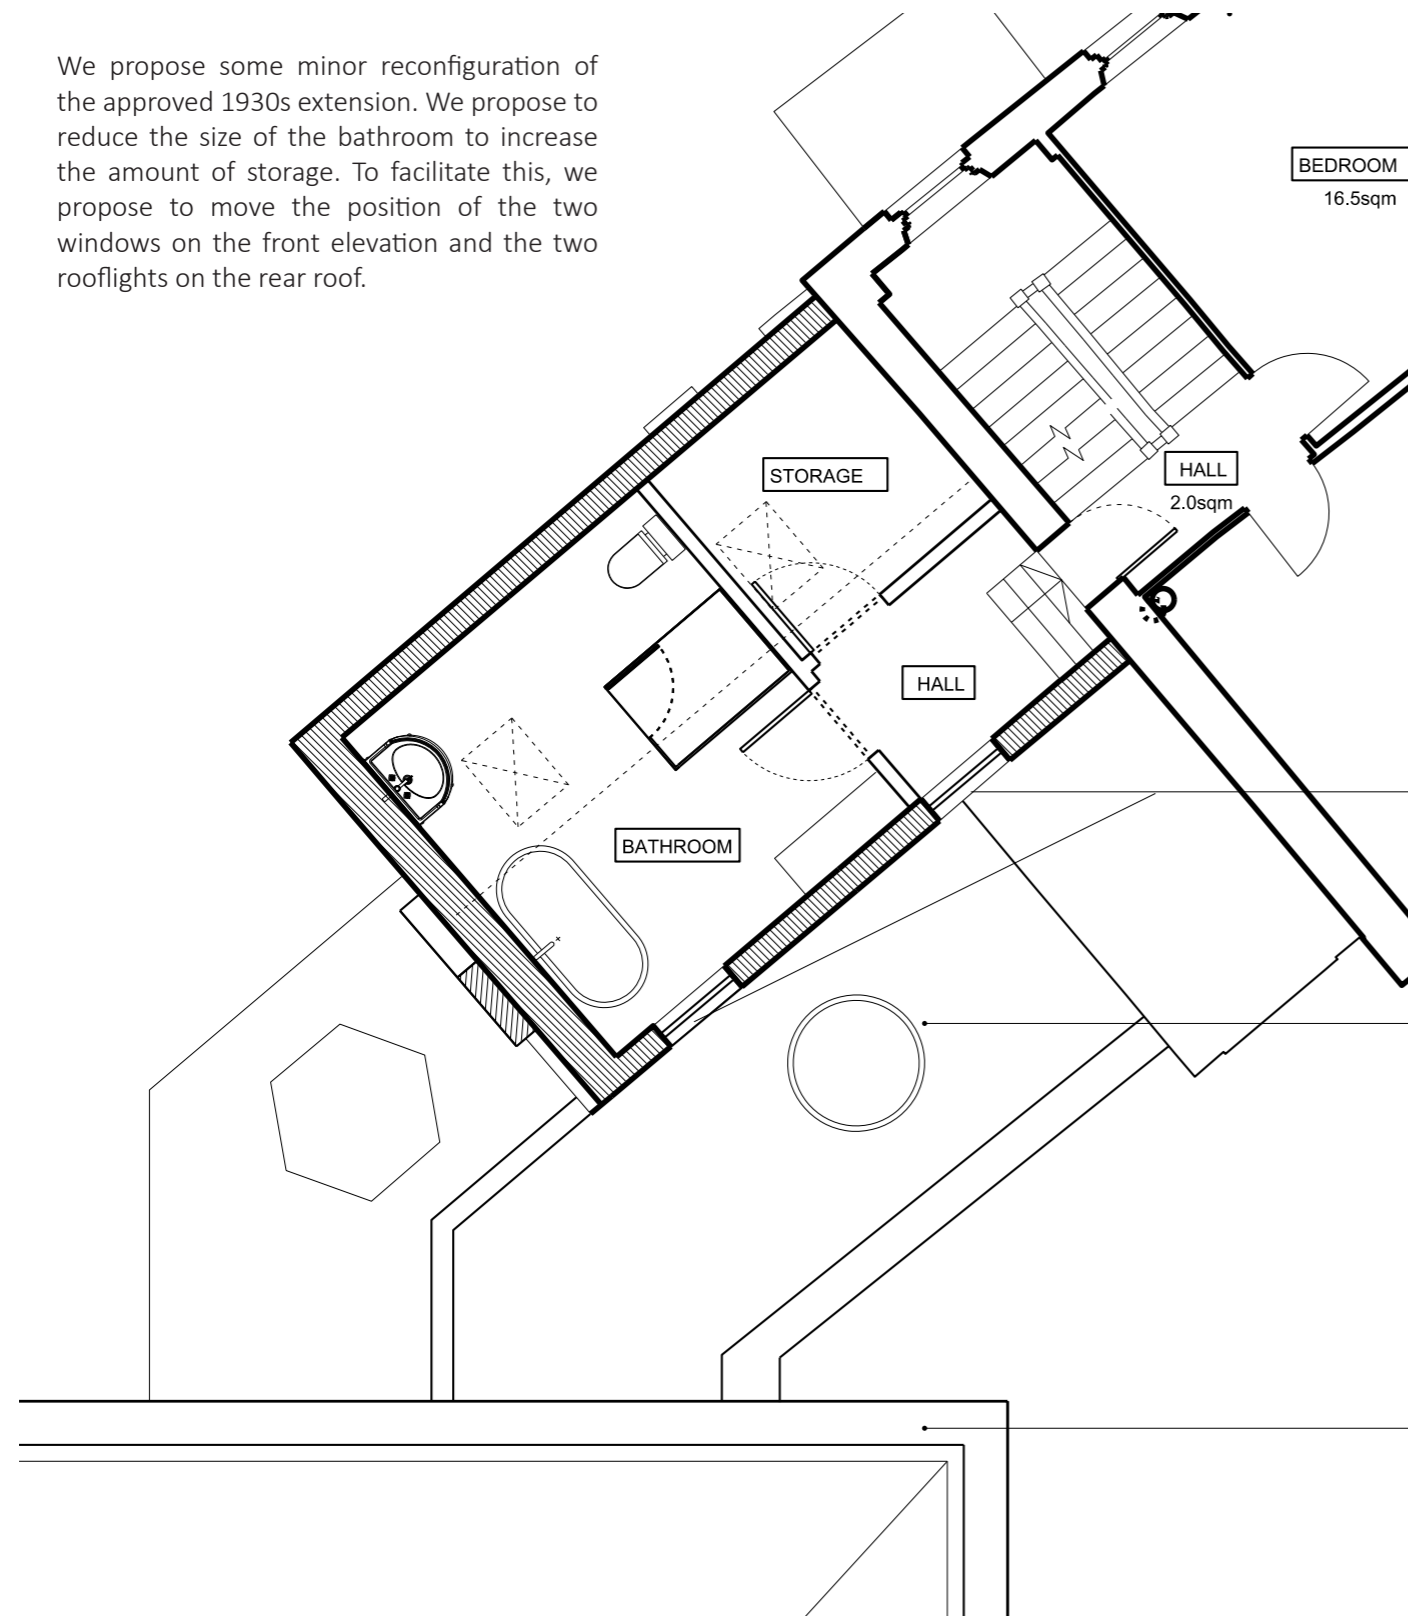 We propose some minor reconfiguration of
the approved 1930s extension. We propose to
reduce the size of the bathroom to increase
the amount of storage. To facilitate this, we
propose to move the position of the two
windows on the front elevation and the two
rooflights on the rear roof.
BEDROOM
16.5sqm
STORAGE
HALL
2.0sqm
HALL
BATHROOM